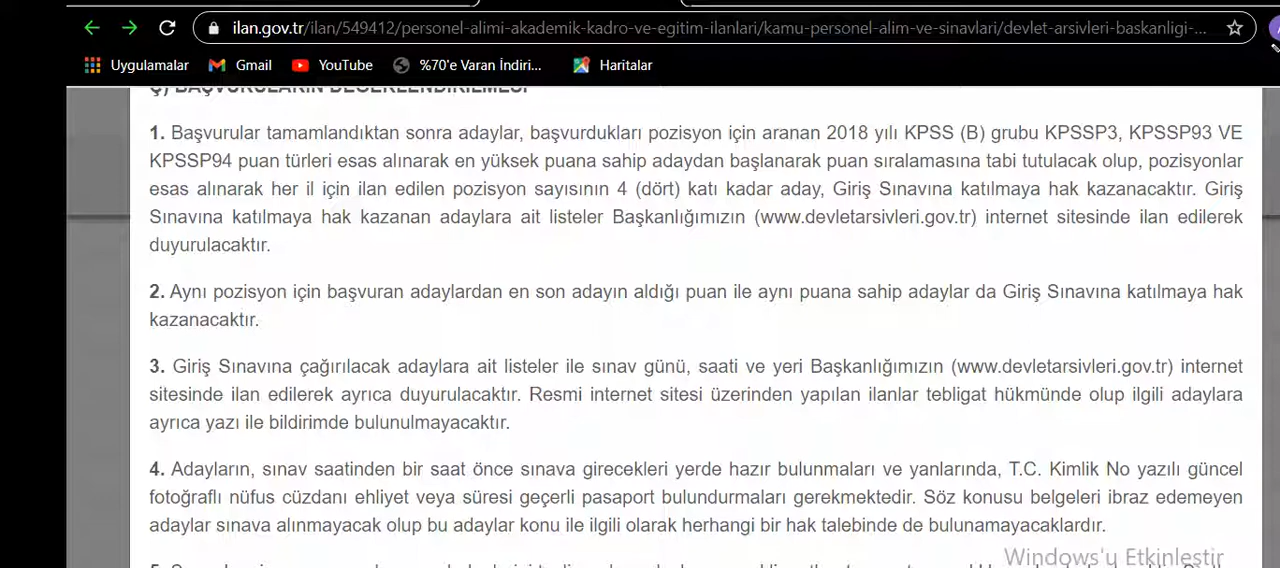 ilan.gov.tr/ilan/549412/personel-alimi-akademik-kadro-ve-egitim-ilanlari/kamu-personel-alim-ve-sinavlari/devlet-arsivleri-baskanligi-...
Uygulamalar Gmail YouTube %70'e Varan İndiri... Haritalar
Ç) BAŞVURULARIN DEĞERLENDİRİLMESİ
1. Başvurular tamamlandıktan sonra adaylar, başvurdukları pozisyon için aranan 2018 yılı KPSS (B) grubu KPSSP3, KPSSP93 VE
KPSSP94 puan türleri esas alınarak en yüksek puana sahip adaydan başlanarak puan sıralamasına tabi tutulacak olup, pozisyonlar
esas alınarak her il için ilan edilen pozisyon sayısının 4 (dört) katı kadar aday, Giriş Sınavına katılmaya hak kazanacaktır. Giriş
Sınavına katılmaya hak kazanan adaylara ait listeler Başkanlığımızın (www.devletarsivleri.gov.tr) internet sitesinde ilan edilerek
duyurulacaktır.
2. Aynı pozisyon için başvuran adaylardan en son adayın aldığı puan ile aynı puana sahip adaylar da Giriş Sınavına katılmaya hak
kazanacaktır.
3. Giriş Sınavına çağırılacak adaylara ait listeler ile sınav günü, saati ve yeri Başkanlığımızın (www.devletarsivleri.gov.tr) internet
sitesinde ilan edilerek ayrıca duyurulacaktır. Resmi internet sitesi üzerinden yapılan ilanlar tebligat hükmünde olup ilgili adaylara
ayrıca yazı ile bildirimde bulunulmayacaktır.
4. Adayların, sınav saatinden bir saat önce sınava girecekleri yerde hazır bulunmaları ve yanlarında, T.C. Kimlik No yazılı güncel
fotoğraflı nüfus cüzdanı ehliyet veya süresi geçerli pasaport bulundurmaları gerekmektedir. Söz konusu belgeleri ibraz edemeyen
adaylar sınava alınmayacak olup bu adaylar konu ile ilgili olarak herhangi bir hak talebinde de bulunamayacaklardır.
Windows'u Etkinleştir